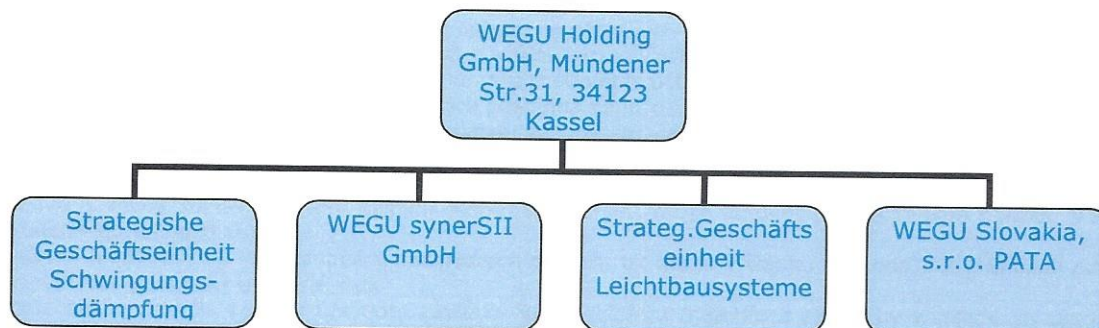 WEGU Holding
GmbH, Mündener
Str.31, 34123
Kassel
Strategishe
Geschäftseinheit
Schwingungs-
dämpfung
WEGU synerSII
GmbH
Strateg.Geschäfts
einheit
Leichtbausysteme
WEGU Slovakia,
s.r.o. PATA